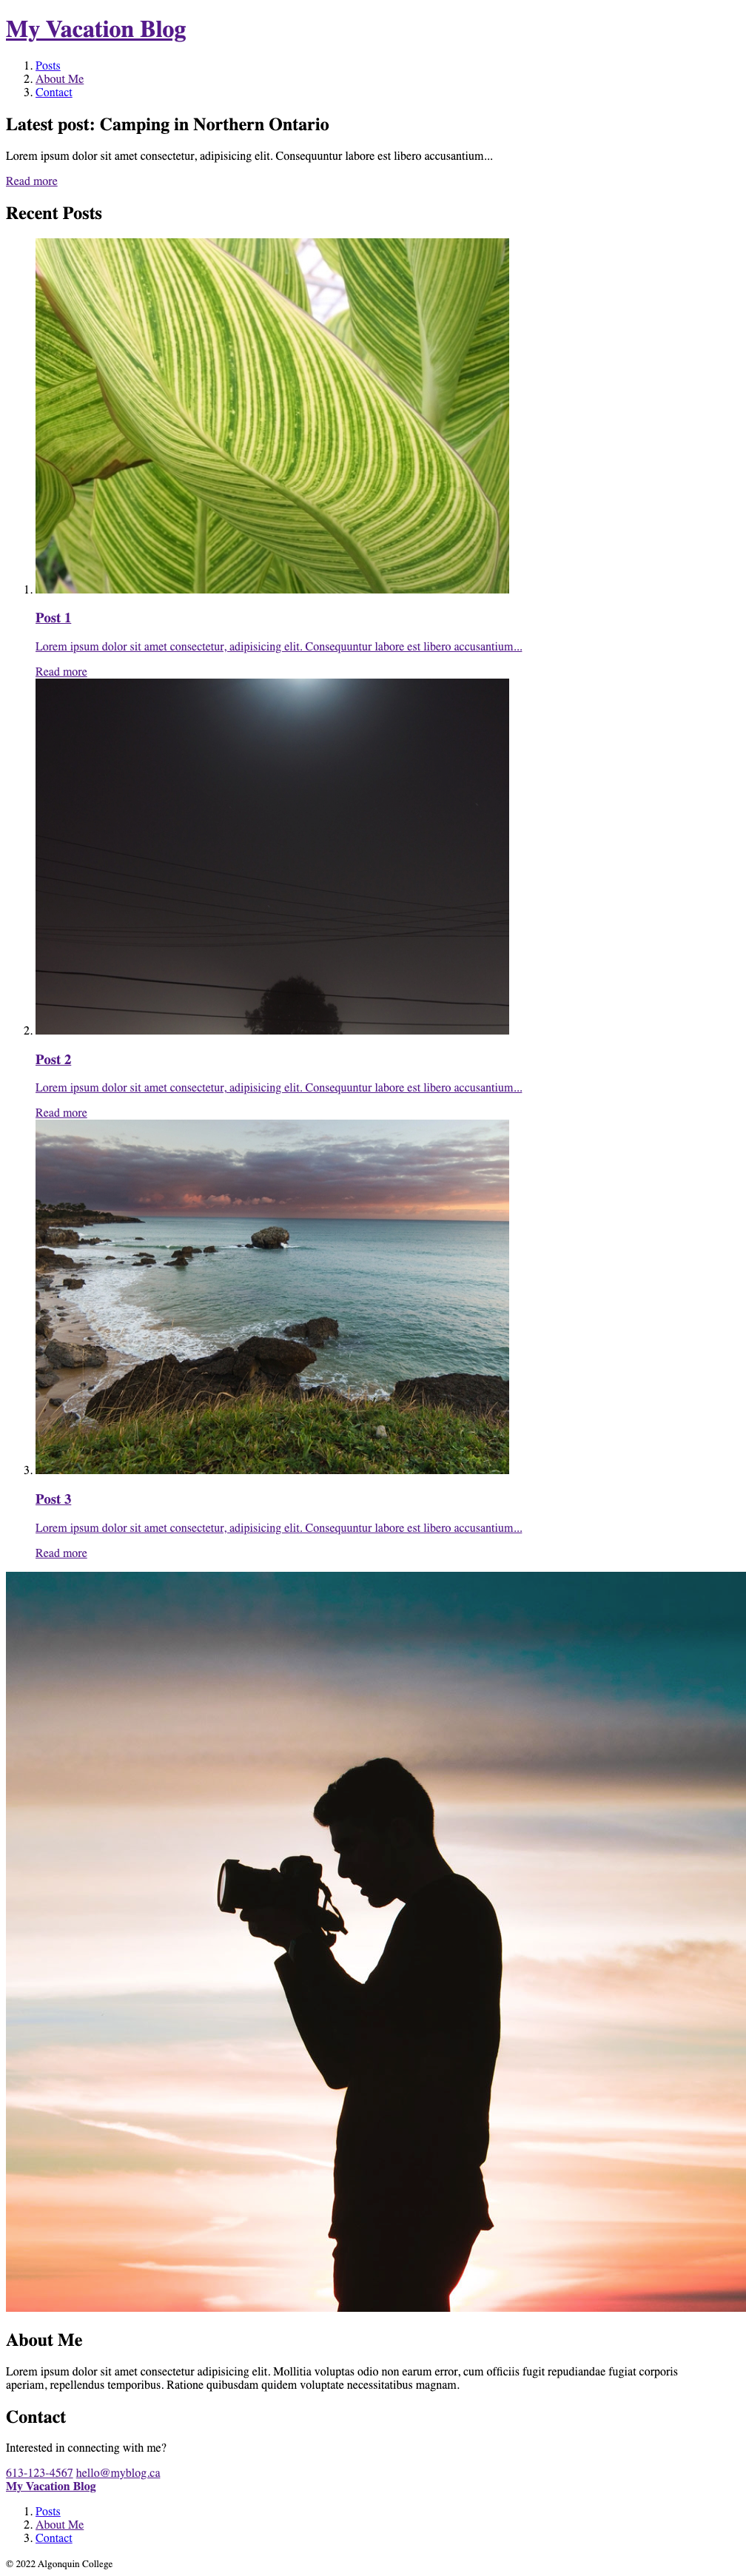 My Vacation Blog
1. Posts
2. About Me
3. Contact
Latest post: Camping in Northern Ontario
Lorem ipsum dolor sit amet consectetur, adipisicing elit. Consequuntur labore est libero accusantium...
Read more
Recent Posts
1.
Post 1
Lorem ipsum dolor sit amet consectetur, adipisicing elit. Consequuntur labore est libero accusantium...
Read more
2.
Post 2
Lorem ipsum dolor sit amet consectetur, adipisicing elit. Consequuntur labore est libero accusantium...
Read more
3.
Post 3
Lorem ipsum dolor sit amet consectetur, adipisicing elit. Consequuntur labore est libero accusantium...
Read more
About Me
Lorem ipsum dolor sit amet consectetur adipisicing elit. Mollitia voluptas odio non earum error, cum officiis fugit repudiandae fugiat corporis
aperiam, repellendus temporibus. Ratione quibusdam quidem voluptate necessitatibus magnam.
Contact
Interested in connecting with me?
613-123-4567 hello@myblog.ca
My Vacation Blog
1. Posts
2. About Me
3. Contact
© 2022 Algonquin College